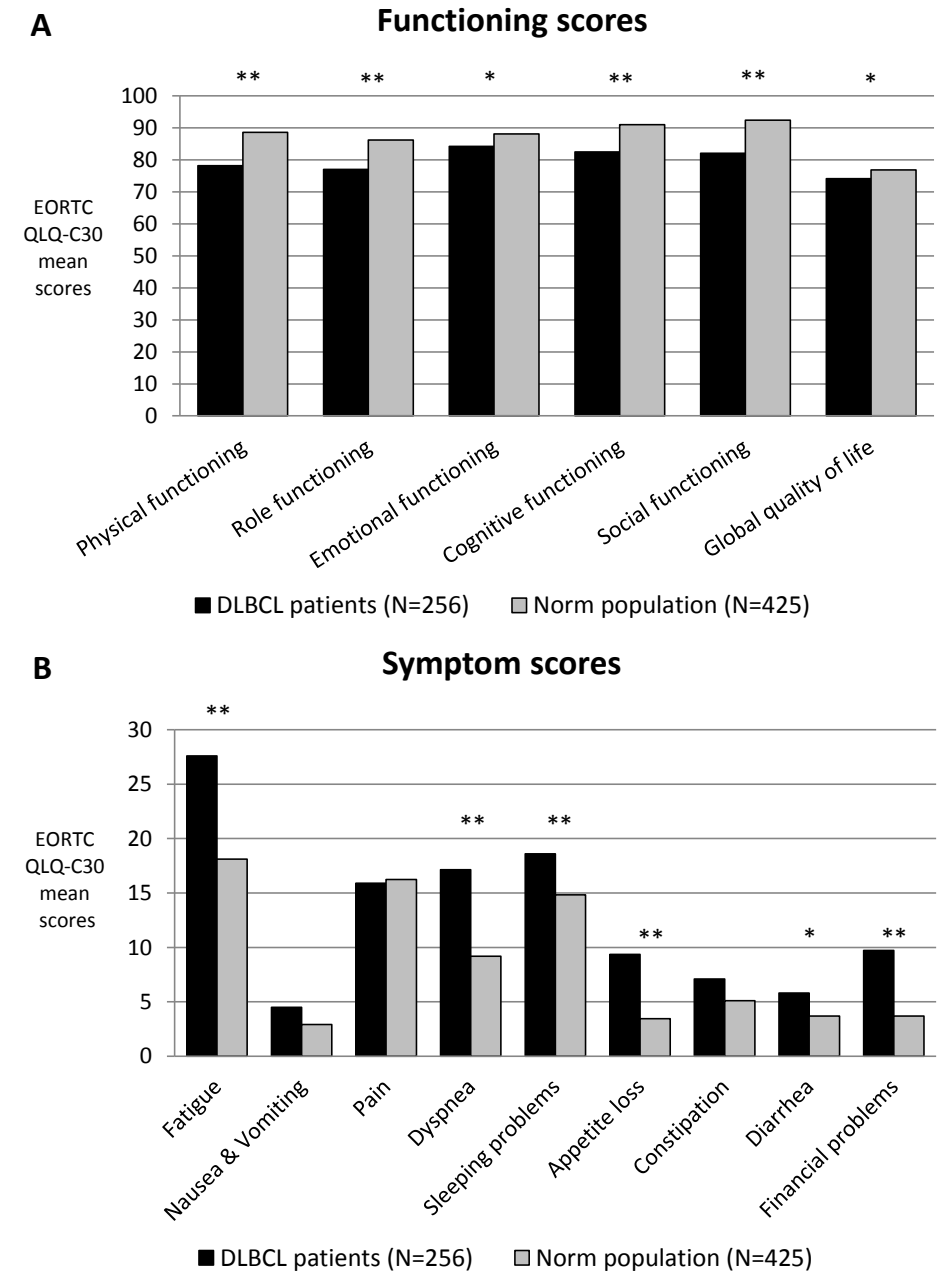 A
Functioning scores
** ** * ** ** *
100
90
80
70
60
50
40
30
20
10
0
EORTC
QLQ-C30
mean
scores
Physical functioning
Role functioning
Emotional functioning
Cognitive functioning
Social functioning
Global quality of life
DLBCL patients (N=256) Norm population (N=425)
B
Symptom scores
**
** **
** * **
30
25
20
15
10
5
0
EORTC
QLQ-C30
mean
scores
Fatigue
Nausea & Vomiting
Pain
Dyspnea
Sleeping problems
Appetite loss
Constipation
Diarrhea
Financial problems
DLBCL patients (N=256) Norm population (N=425)